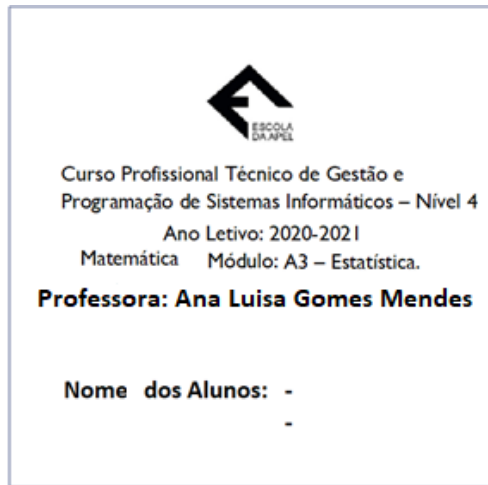 ESCOLA
DA APEL
Curso Profissional Técnico de Gestão e
Programação de Sistemas Informáticos – Nível 4
Ano Letivo: 2020-2021
Matemática Módulo: A3 – Estatística.
Professora: Ana Luisa Gomes Mendes
Nome dos Alunos: -
-